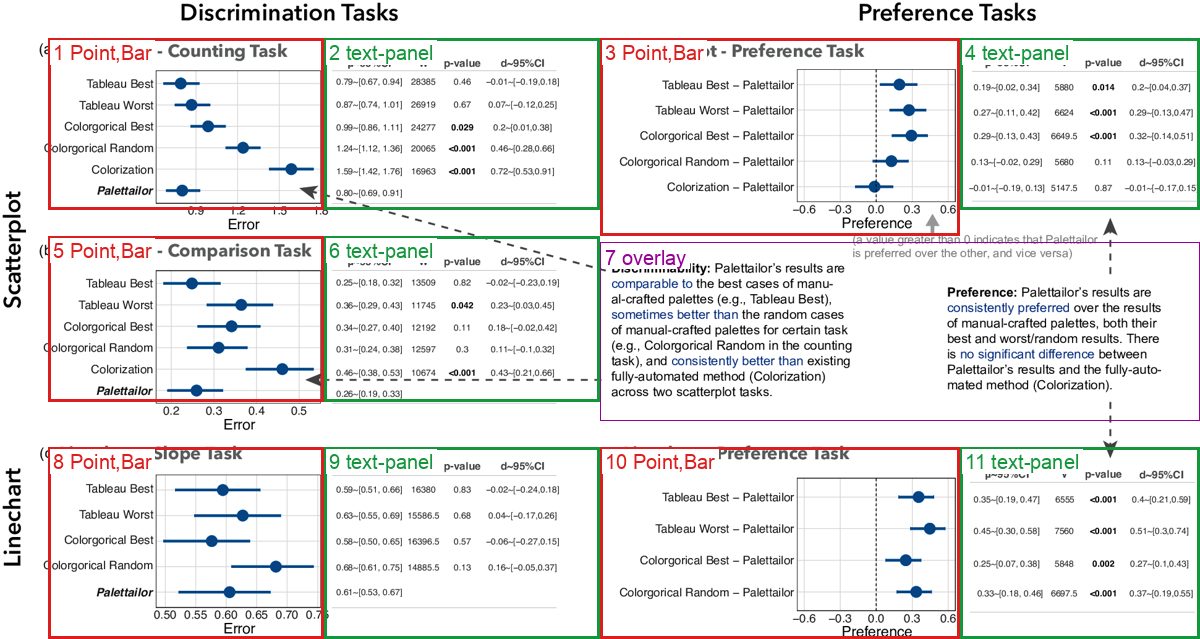 Discrimination Tasks
Preference Tasks
Scatterplot
Linechart
1 Point,Bar
- Counting Task
Tableau Best
Tableau Worst
Colorgorical Best
Colorgorical Random
Colorization
Palettailor
0.9 1.2 1.5 1.8
Error
2 text-panel
p-value d~95%CI
0.79~[0.67, 0.94] 28385 0.46 −0.01~[−0.19,0.18]
0.87~[0.74, 1.01] 26919 0.67 0.07~[−0.12,0.25]
0.99~[0.86, 1.11] 24277 0.029 0.2~[0.01,0.38]
1.24~[1.12, 1.36] 20065 <0.001 0.46~[0.28,0.66]
1.59~[1.42, 1.76] 16963 <0.001 0.72~[0.53,0.91]
0.80~[0.69, 0.91]
3 Point,Bar
- Preference Task
Tableau Best − Palettailor
Tableau Worst − Palettailor
Colorgorical Best − Palettailor
Colorgorical Random − Palettailor
Colorization − Palettailor
−0.6 −0.3 0.0 0.3 0.6
Preference
(a value greater than 0 indicates that Palettailor
is preferred over the other, and vice versa)
4 text-panel
p-value d~95%CI
0.19~[0.02, 0.34] 5880 0.014 0.2~[0.04,0.37]
0.27~[0.11, 0.42] 6624 <0.001 0.29~[0.13,0.47]
0.29~[0.13, 0.43] 6649.5 <0.001 0.32~[0.14,0.51]
0.13~[−0.02, 0.29] 5680 0.11 0.13~[−0.03,0.29]
−0.01~[−0.19, 0.13] 5147.5 0.87 −0.01~[−0.17,0.15
5 Point,Bar
- Comparison Task
Tableau Best
Tableau Worst
Colorgorical Best
Colorgorical Random
Colorization
Palettailor
0.2 0.3 0.4 0.5
Error
6 text-panel
p-value d~95%CI
0.25~[0.18, 0.32] 13509 0.82 −0.02~[−0.23,0.19]
0.36~[0.29, 0.43] 11745 0.042 0.23~[0.03,0.45]
0.34~[0.27, 0.40] 12192 0.11 0.18~[−0.02,0.42]
0.31~[0.24, 0.38] 12597 0.3 0.11~[−0.1,0.32]
0.46~[0.38, 0.53] 10674 <0.001 0.43~[0.21,0.66]
0.26~[0.19, 0.33]
7 overlay
Discriminability: Palettailor's results are
comparable to the best cases of manu-
al-crafted palettes (e.g., Tableau Best),
sometimes better than the random cases
of manual-crafted palettes for certain task
(e.g., Colorgorical Random in the counting
task), and consistently better than existing
fully-automated method (Colorization)
across two scatterplot tasks.
Preference: Palettailor's results are
consistently preferred over the results
of manual-crafted palettes, both their
best and worst/random results. There
is no significant difference between
Palettailor's results and the fully-auto-
mated method (Colorization).
8 Point,Bar
Slope Task
Tableau Best
Tableau Worst
Colorgorical Best
Colorgorical Random
Palettailor
0.50 0.55 0.60 0.65 0.70 0.75
Error
9 text-panel
p-value d~95%CI
0.59~[0.51, 0.66] 16380 0.83 −0.02~[−0.24,0.18]
0.63~[0.55, 0.69] 15586.5 0.68 0.04~[−0.17,0.26]
0.58~[0.50, 0.65] 16396.5 0.57 −0.06~[−0.27,0.15]
0.68~[0.61, 0.75] 14885.5 0.13 0.16~[−0.05,0.37]
0.61~[0.53, 0.67]
10 Point,Bar
Preference Task
Tableau Best − Palettailor
Tableau Worst − Palettailor
Colorgorical Best − Palettailor
Colorgorical Random − Palettailor
−0.6 −0.3 0.0 0.3 0.6
Preference
11 text-panel
p-value d~95%CI
0.35~[0.19, 0.47] 6555 <0.001 0.4~[0.21,0.59]
0.45~[0.30, 0.58] 7560 <0.001 0.51~[0.3,0.74]
0.25~[0.07, 0.38] 5848 0.002 0.27~[0.1,0.43]
0.33~[0.18, 0.46] 6697.5 <0.001 0.37~[0.19,0.55]